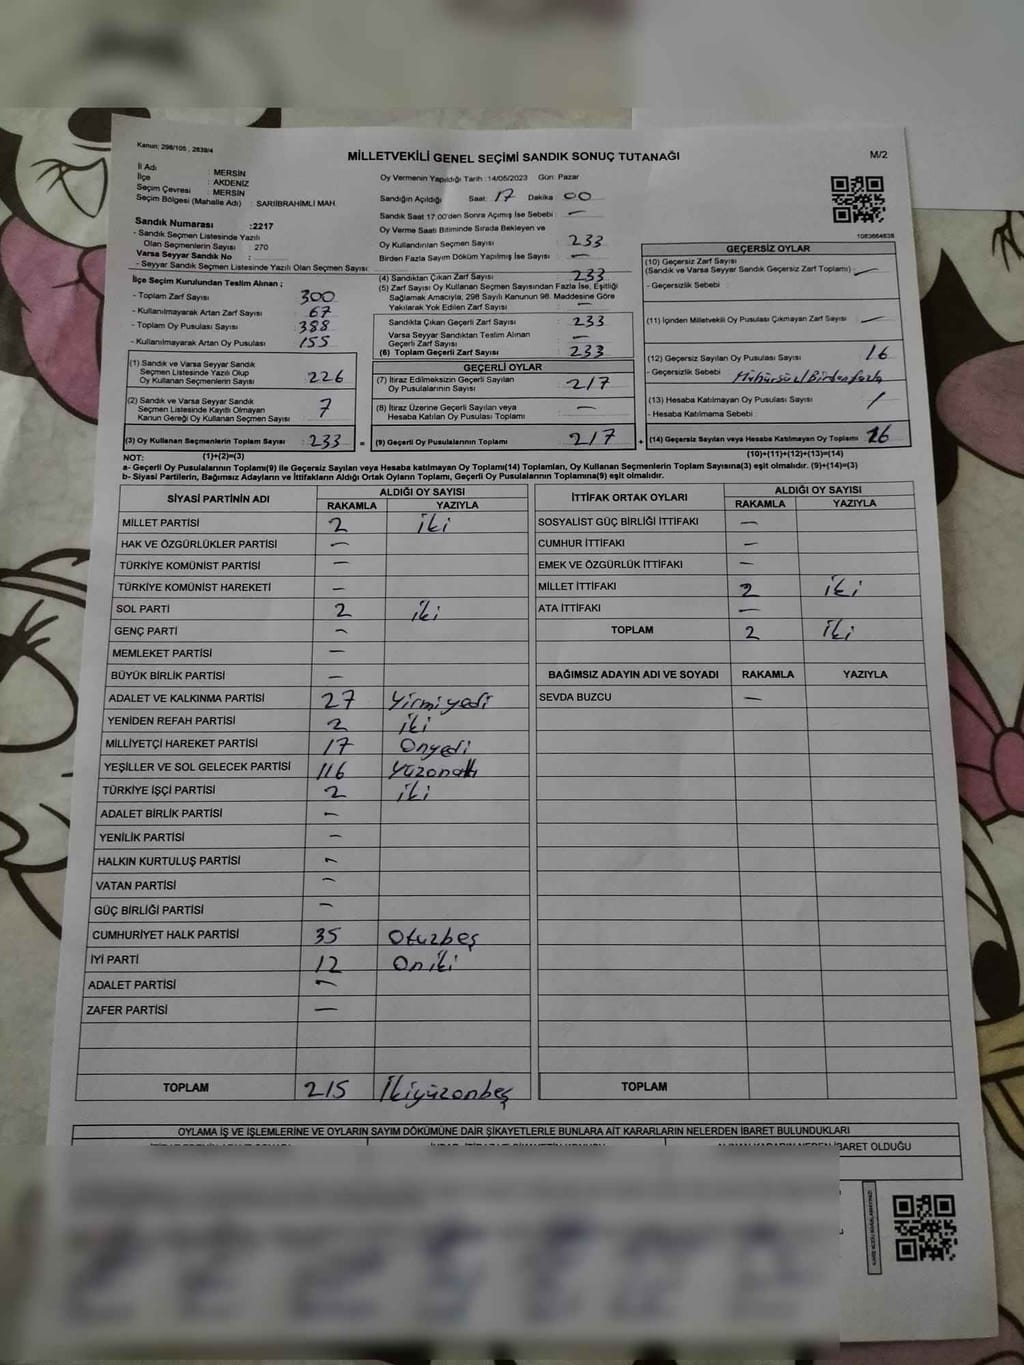 Kanun; 298/105 , 2839/4
MİLLETVEKİLİ GENEL SEÇİMİ SANDIK SONUÇ TUTANAĞI
M/2
İl Adı : MERSİN
İlçe : AKDENİZ
Seçim Çevresi : MERSİN
Seçim Bölgesi (Mahalle Adı) : SARIİBRAHİMLİ MAH.
Sandık Numarası :2217
- Sandık Seçmen Listesinde Yazılı
Olan Seçmenlerin Sayısı : 270
Varsa Seyyar Sandık No :
- Seyyar Sandık Seçmen Listesinde Yazılı Olan Seçmen Sayısı :
Oy Vermenin Yapıldığı Tarih :14/05/2023 Gün: Pazar
Sandığın Açıldığı Saat: 17 Dakika : 00
Sandık Saat 17:00'den Sonra Açımış İse Sebebi : —
Oy Verme Saati Bitiminde Sırada Bekleyen ve
Oy Kullandırılan Seçmen Sayısı : 233
Birden Fazla Sayım Döküm Yapılmış İse Sayısı : —
1083664636
İlçe Seçim Kurulundan Teslim Alınan ;
- Toplam Zarf Sayısı : 300
- Kullanılmayarak Artan Zarf Sayısı : 67
- Toplam Oy Pusulası Sayısı : 388
- Kullanılmayarak Artan Oy Pusulası : 155
(4) Sandıktan Çıkan Zarf Sayısı : 233
(5) Zarf Sayısı Oy Kullanan Seçmen Sayısından Fazla İse, Eşitliği
Sağlamak Amacıyla, 298 Sayılı Kanunun 98. Maddesine Göre
Yakılarak Yok Edilen Zarf Sayısı : —
Sandıkta Çıkan Geçerli Zarf Sayısı : 233
Varsa Seyyar Sandıktan Teslim Alınan
Geçerli Zarf Sayısı : —
(6) Toplam Geçerli Zarf Sayısı : 233
GEÇERSİZ OYLAR
(10) Geçersiz Zarf Sayısı
(Sandık ve Varsa Seyyar Sandık Geçersiz Zarf Toplamı) : —
- Geçersizlik Sebebi :
(11) İçinden Milletvekili Oy Pusulası Çıkmayan Zarf Sayısı : —
(12) Geçersiz Sayılan Oy Pusulası Sayısı : 16
- Geçersizlik Sebebi : Mühürsüz/Birden fazla
(13) Hesaba Katılmayan Oy Pusulası Sayısı : /
- Hesaba Katılmama Sebebi :
(14) Geçersiz Sayılan veya Hesaba Katılmayan Oy Toplamı : 16
(1) Sandık ve Varsa Seyyar Sandık
Seçmen Listesinde Yazılı Olup
Oy Kullanan Seçmenlerin Sayısı : 226
(2) Sandık ve Varsa Seyyar Sandık
Seçmen Listesinde Kayıtlı Olmayan
Kanun Gereği Oy Kullanan Seçmen Sayısı : 7
(3) Oy Kullanan Seçmenlerin Toplam Sayısı : 233 =
GEÇERLİ OYLAR
(7) İtiraz Edilmeksizin Geçerli Sayılan
Oy Pusulalarının Sayısı : 217
(8) İtiraz Üzerine Geçerli Sayılan veya
Hesaba Katılan Oy Pusulası Toplamı : —
(9) Geçerli Oy Pusulalarının Toplamı : 217 +
NOT: (1)+(2)=(3) (10)+(11)+(12)+(13)=(14)
a- Geçerli Oy Pusulalarının Toplamı(9) ile Geçersiz Sayılan veya Hesaba katılmayan Oy Toplamı(14) Toplamları, Oy Kullanan Seçmenlerin Toplam Sayısına(3) eşit olmalıdır. (9)+(14)=(3)
b- Siyasi Partilerin, Bağımsız Adayların ve İttifakların Aldığı Ortak Oyların Toplamı, Geçerli Oy Pusulalarının Toplamına(9) eşit olmalıdır.
SİYASİ PARTİNİN ADI ALDIĞI OY SAYISI
RAKAMLA YAZIYLA
MİLLET PARTİSİ 2 iki
HAK VE ÖZGÜRLÜKLER PARTİSİ —
TÜRKİYE KOMÜNİST PARTİSİ —
TÜRKİYE KOMÜNİST HAREKETİ —
SOL PARTİ 2 iki
GENÇ PARTİ —
MEMLEKET PARTİSİ —
BÜYÜK BİRLİK PARTİSİ —
ADALET VE KALKINMA PARTİSİ 27 Yirmiyedi
YENİDEN REFAH PARTİSİ 2 iki
MİLLİYETÇİ HAREKET PARTİSİ 17 Onyedi
YEŞİLLER VE SOL GELECEK PARTİSİ 116 Yüzonaltı
TÜRKİYE İŞÇİ PARTİSİ 2 iki
ADALET BİRLİK PARTİSİ —
YENİLİK PARTİSİ —
HALKIN KURTULUŞ PARTİSİ —
VATAN PARTİSİ —
GÜÇ BİRLİĞİ PARTİSİ —
CUMHURİYET HALK PARTİSİ 35 Otuzbeş
İYİ PARTİ 12 Oniki
ADALET PARTİSİ —
ZAFER PARTİSİ —
TOPLAM 215 İkiyüzonbeş
İTTİFAK ORTAK OYLARI ALDIĞI OY SAYISI
RAKAMLA YAZIYLA
SOSYALİST GÜÇ BİRLİĞİ İTTİFAKI —
CUMHUR İTTİFAKI —
EMEK VE ÖZGÜRLÜK İTTİFAKI —
MİLLET İTTİFAKI 2 iki
ATA İTTİFAKI —
TOPLAM 2 İki
BAĞIMSIZ ADAYIN ADI VE SOYADI RAKAMLA YAZIYLA
SEVDA BUZCU —
TOPLAM
OYLAMA İŞ VE İŞLEMLERİNE VE OYLARIN SAYIM DÖKÜMÜNE DAİR ŞİKAYETLERLE BUNLARA AİT KARARLARIN NELERDEN İBARET BULUNDUKLARI
ALINAN KARARIN NEDEN İBARET OLDUĞU